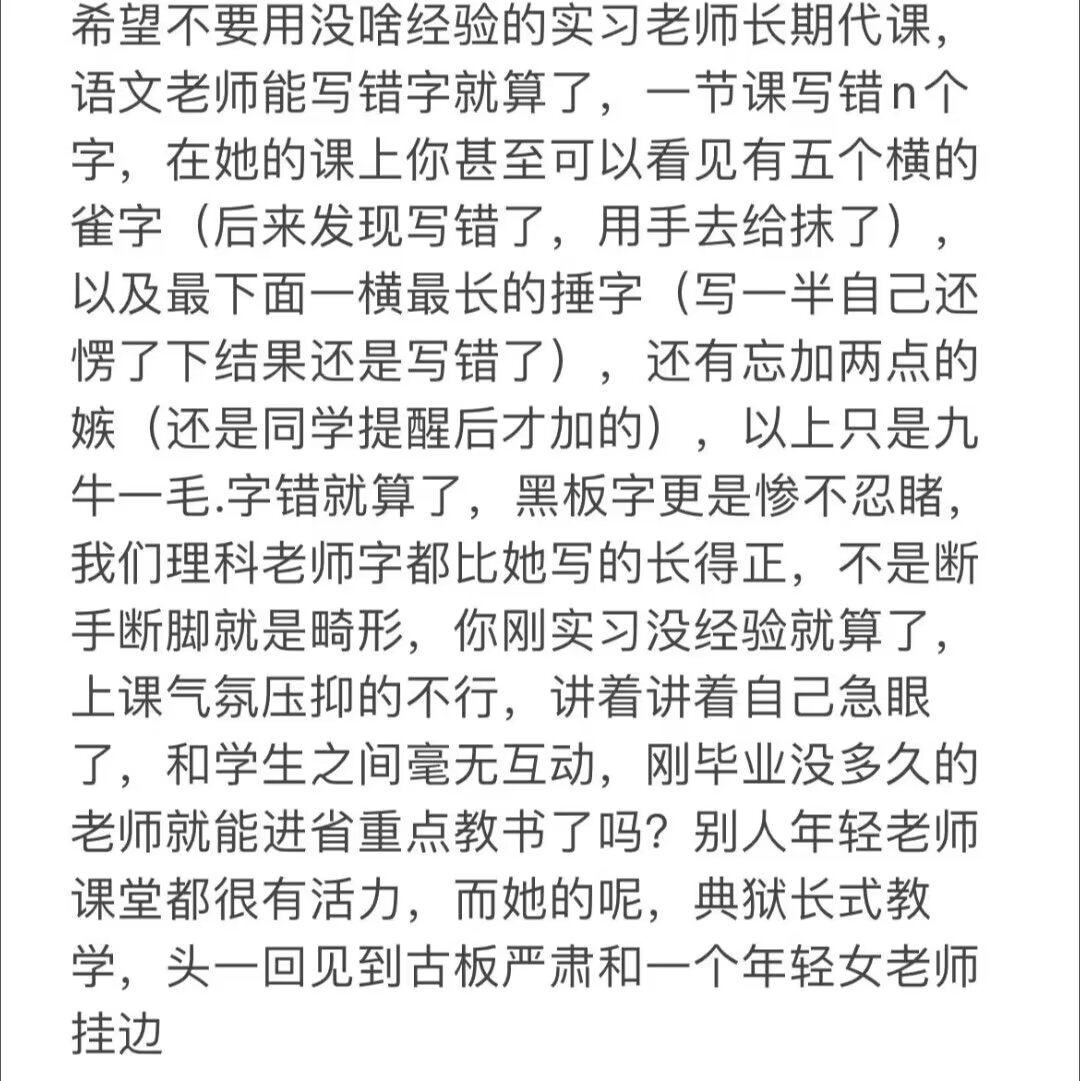 希望不要用没啥经验的实习老师长期代课，
语文老师能写错字就算了，一节课写错n个
字，在她的课上你甚至可以看见有五个横的
雀字（后来发现写错了，用手去给抹了），
以及最下面一横最长的捶字（写一半自己还
愣了下结果还是写错了），还有忘加两点的
嫉（还是同学提醒后才加的），以上只是九
牛一毛.字错就算了，黑板字更是惨不忍睹，
我们理科老师字都比她写的长得正，不是断
手断脚就是畸形，你刚实习没经验就算了，
上课气氛压抑的不行，讲着讲着自己急眼
了，和学生之间毫无互动，刚毕业没多久的
老师就能进省重点教书了吗？别人年轻老师
课堂都很有活力，而她的呢，典狱长式教
学，头一回见到古板严肃和一个年轻女老师
挂边